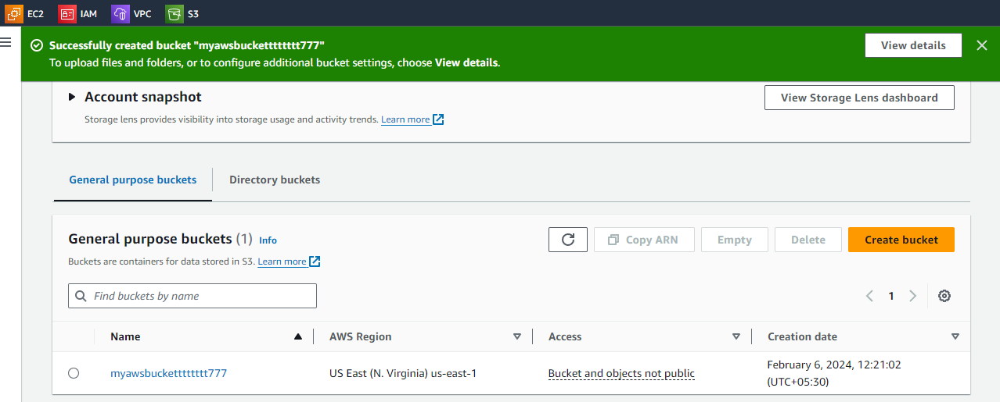 EC2 IAM VPC S3
Successfully created bucket "myawsbuckettttttttt777"
To upload files and folders, or to configure additional bucket settings, choose View details.
View details
Account snapshot
View Storage Lens dashboard
Storage lens provides visibility into storage usage and activity trends. Learn more
General purpose buckets
Directory buckets
General purpose buckets (1) Info
Copy ARN
Empty
Delete
Create bucket
Buckets are containers for data stored in S3. Learn more
Find buckets by name
1
Name
AWS Region
Access
Creation date
myawsbuckettttttttt777
US East (N. Virginia) us-east-1
Bucket and objects not public
February 6, 2024, 12:21:02
(UTC+05:30)